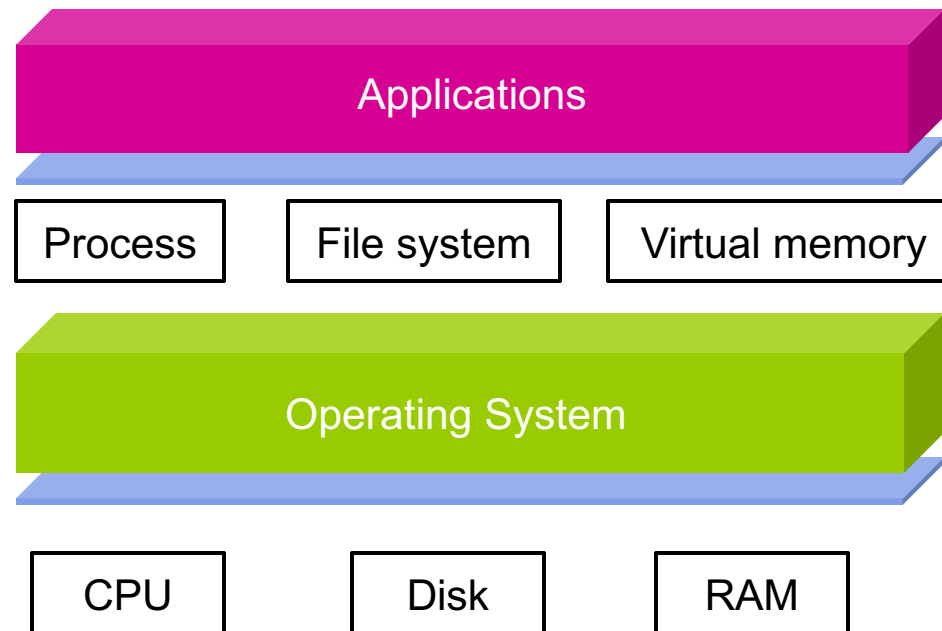 Applications
Process File system Virtual memory
Operating System
CPU Disk RAM